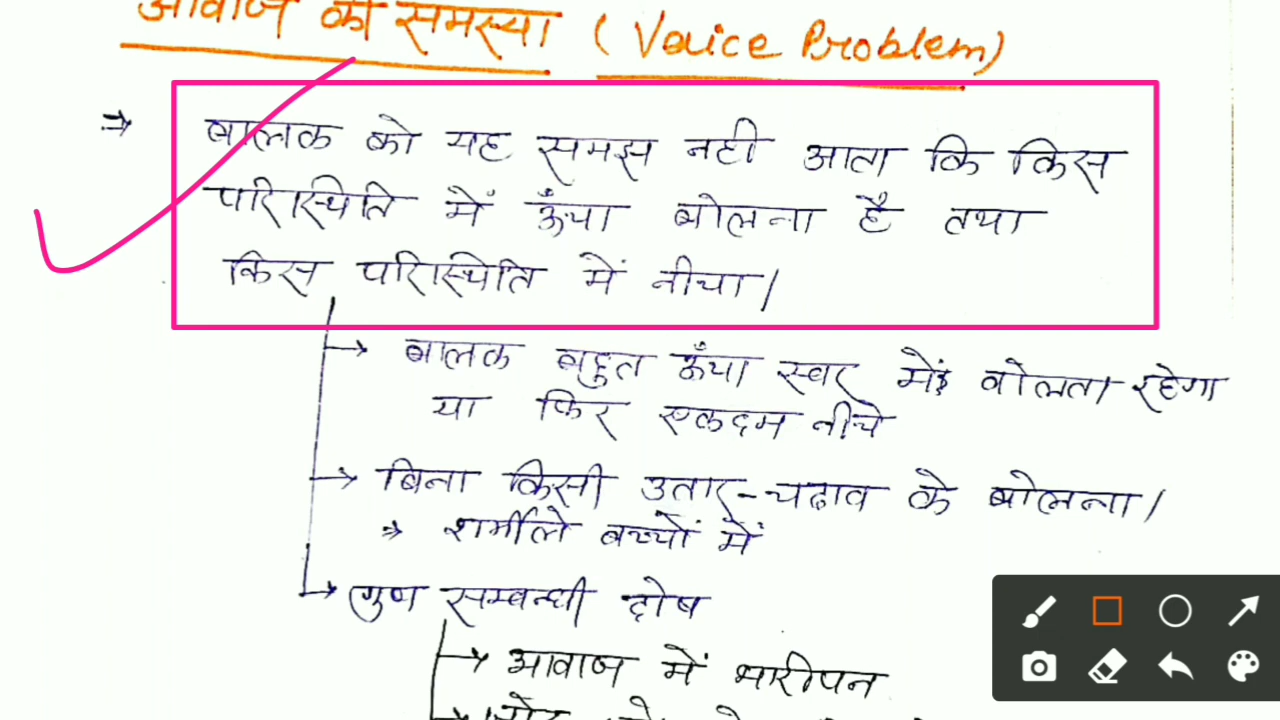 आवाज की समस्या ( Voice Problem)
⇒ बालक को यह समझ नही आता कि किस
परिस्थिति में ऊँचा बोलना है तथा
किस परिस्थिति में नीचा।
→ बालक बहुत ऊँचा स्वर में बोलता रहेगा
या फिर एकदम नीचे
→ बिना किसी उतार-चढाव के बोलना।
⇒ शर्मीले बच्चों में
→ गुण सम्बन्धी दोष
→ आवाज में भारीपन